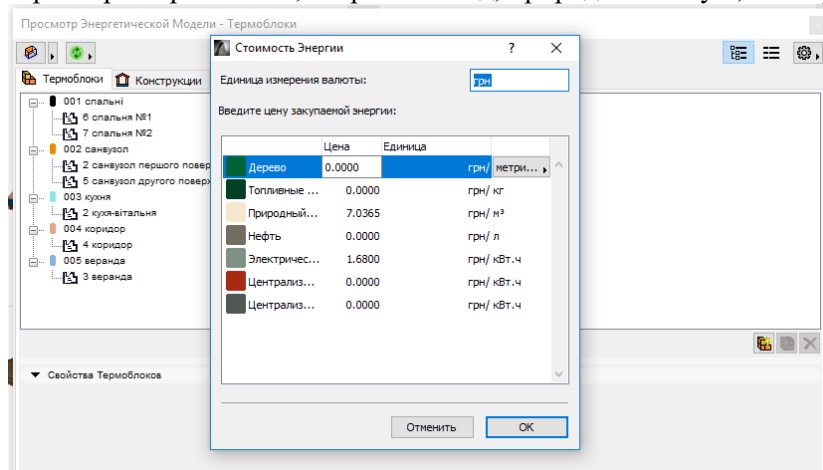 Просмотр Энергетической Модели - Термоблоки
Термоблоки Конструкции
001 спальні
6 спальня №1
7 спальня №2
002 санвузол
2 санвузол першого повер
5 санвузол другого поверх
003 кухня
2 кухя-вітальня
004 коридор
4 коридор
005 веранда
3 веранда
Свойства Термоблоков
Стоимость Энергии ?
Единица измерения валюты: грн
Введите цену закупаемой энергии:
Цена Единица
Дерево 0.0000 грн/ метри...
Топливные ... 0.0000 грн/ кг
Природный... 7.0365 грн/ м³
Нефть 0.0000 грн/ л
Электричес... 1.6800 грн/ кВт.ч
Централиз... 0.0000 грн/ кВт.ч
Централиз... 0.0000 грн/ кВт.ч
Отменить OK